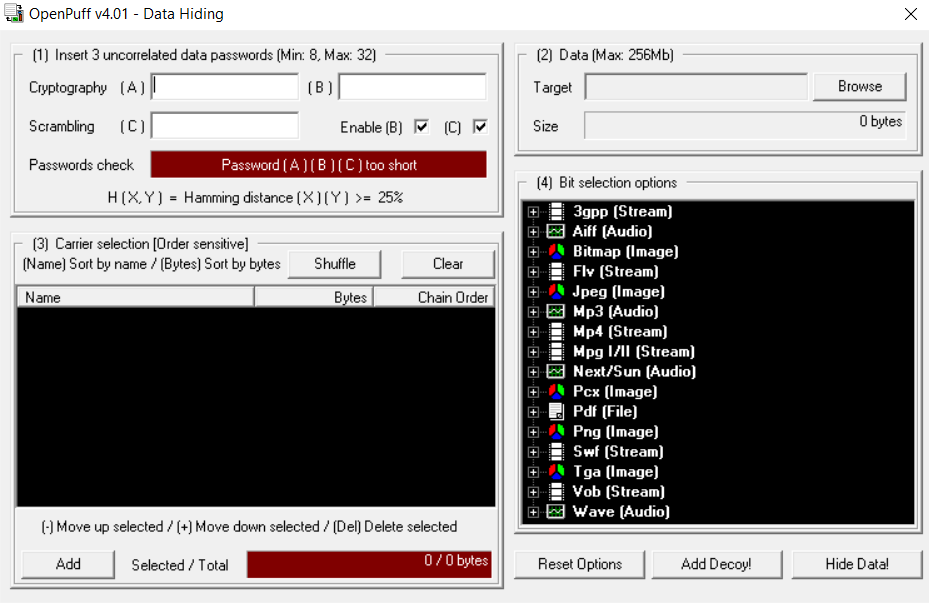 OpenPuff v4.01 - Data Hiding
(1) Insert 3 uncorrelated data passwords (Min: 8, Max: 32)
Cryptography (A) (B)
Scrambling (C) Enable (B) (C)
Passwords check Password (A) (B) (C) too short
H (X,Y) = Hamming distance (X) (Y) >= 25%
(2) Data (Max: 256Mb)
Target Browse
Size 0 bytes
(3) Carrier selection [Order sensitive]
(Name) Sort by name / (Bytes) Sort by bytes Shuffle Clear
Name Bytes Chain Order
(-) Move up selected / (+) Move down selected / (Del) Delete selected
Add Selected / Total 0 / 0 bytes
(4) Bit selection options
3gpp (Stream)
Aiff (Audio)
Bitmap (Image)
Flv (Stream)
Jpeg (Image)
Mp3 (Audio)
Mp4 (Stream)
Mpg I/II (Stream)
Next/Sun (Audio)
Pcx (Image)
Pdf (File)
Png (Image)
Swf (Stream)
Tga (Image)
Vob (Stream)
Wave (Audio)
Reset Options Add Decoy! Hide Data!